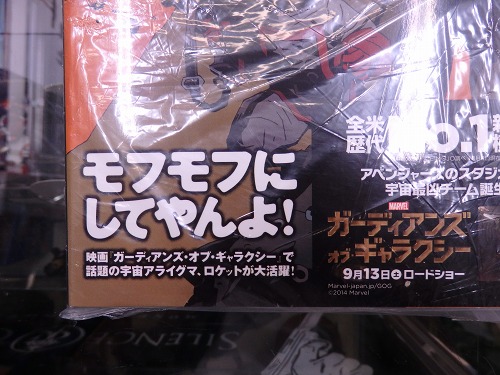 モフモフに
してやんよ!
映画『ガーディアンズ・オブ・ギャラクシー』で
話題の宇宙アライグマ、ロケットが大活躍!
全米
歴代
No.1
アベンジャーズのスタジ
宇宙最凶チーム誕生
MARVEL
ガーディアンズ
オブ・ギャラクシー
9月13日土ロードショー
Marvel-japan.jp/GOG
©2014 Marvel
SILENCE